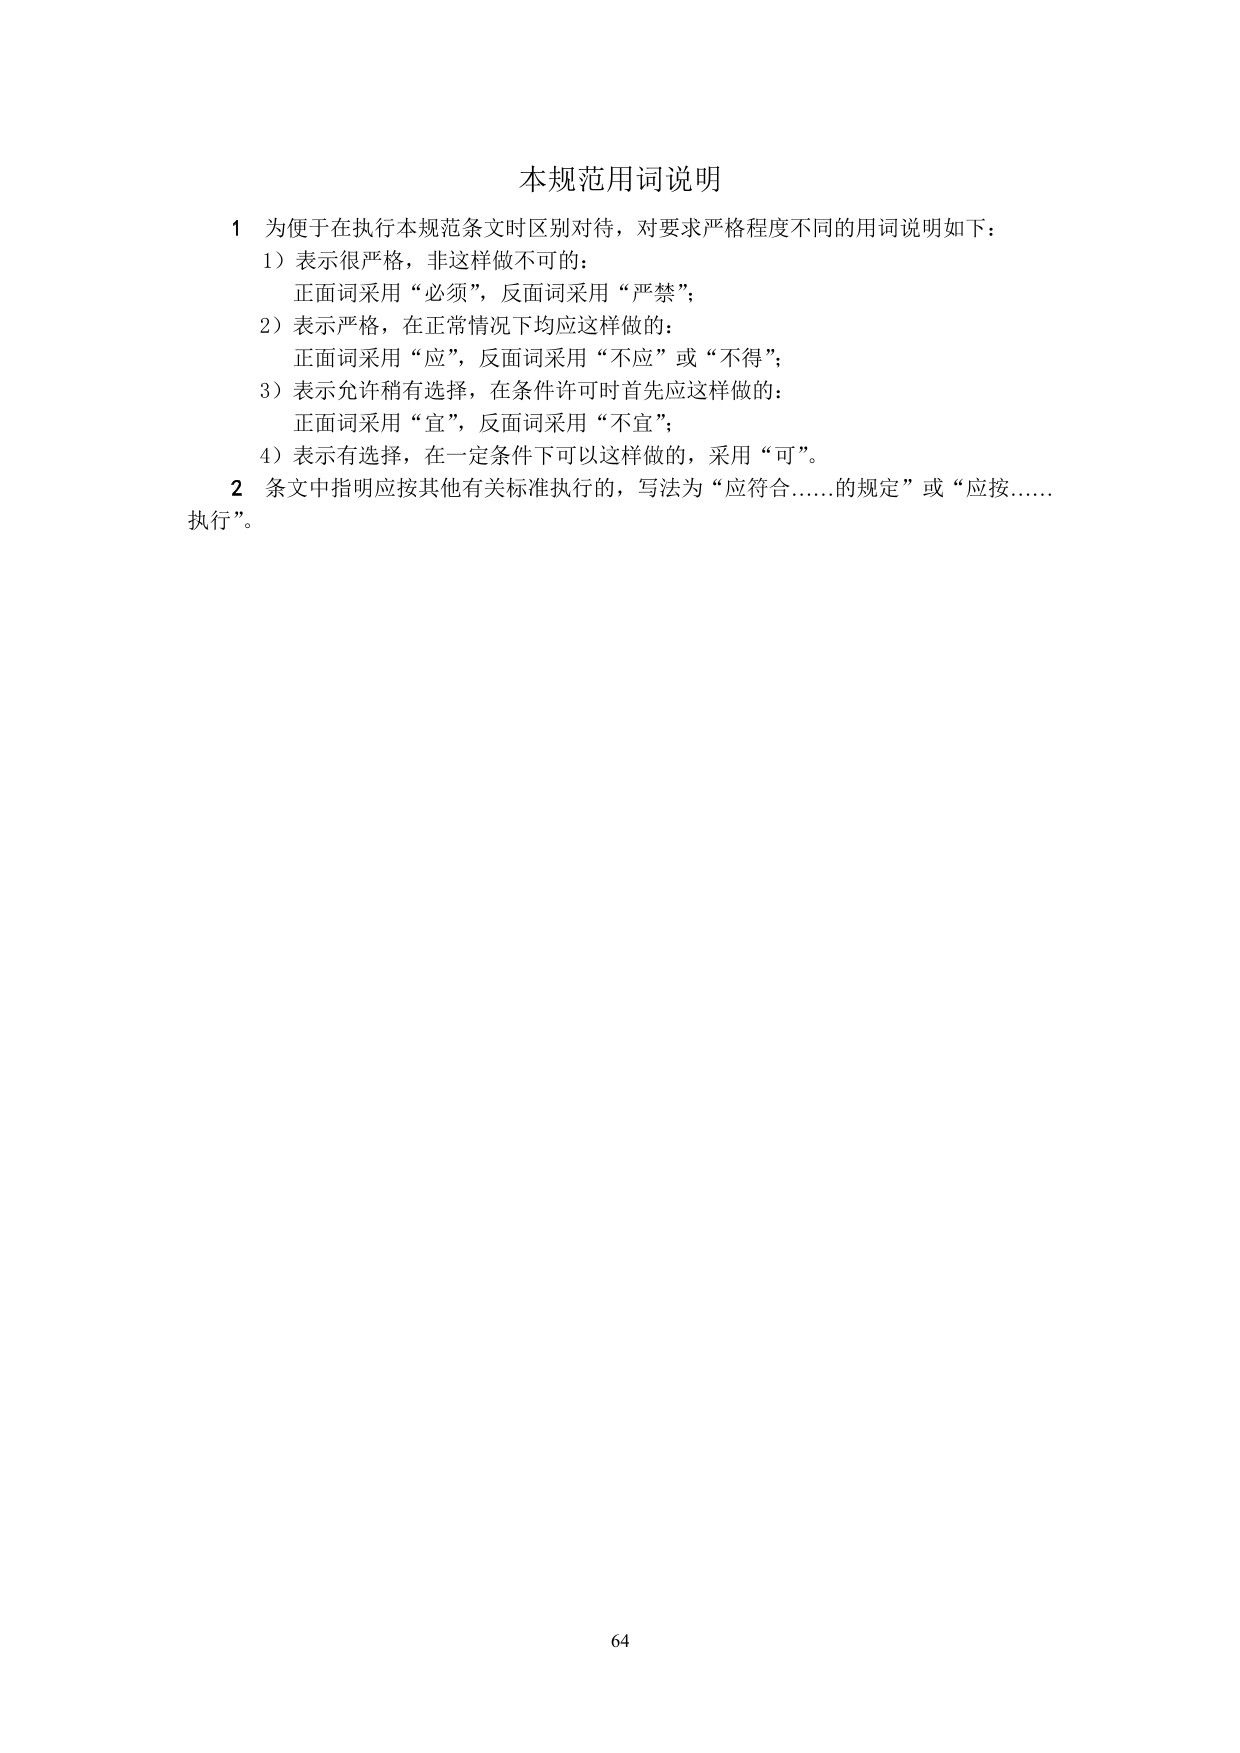 本规范用词说明
1 为便于在执行本规范条文时区别对待，对要求严格程度不同的用词说明如下：
1）表示很严格，非这样做不可的：
正面词采用“必须”，反面词采用“严禁”；
2）表示严格，在正常情况下均应这样做的：
正面词采用“应”，反面词采用“不应”或“不得”；
3）表示允许稍有选择，在条件许可时首先应这样做的：
正面词采用“宜”，反面词采用“不宜”；
4）表示有选择，在一定条件下可以这样做的，采用“可”。
2 条文中指明应按其他有关标准执行的，写法为“应符合……的规定”或“应按……
执行”。
64